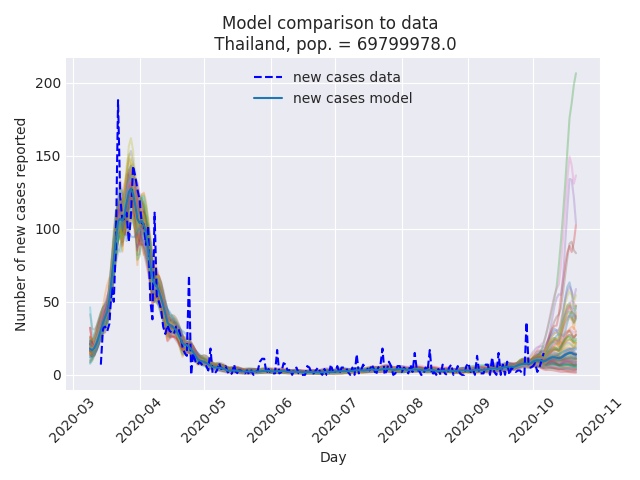 Model comparison to data
Thailand, pop. = 69799978.0
new cases data
new cases model
Number of new cases reported
200
150
100
50
0
2020-03
2020-04
2020-05
2020-06
2020-07
2020-08
2020-09
2020-10
2020-11
Day